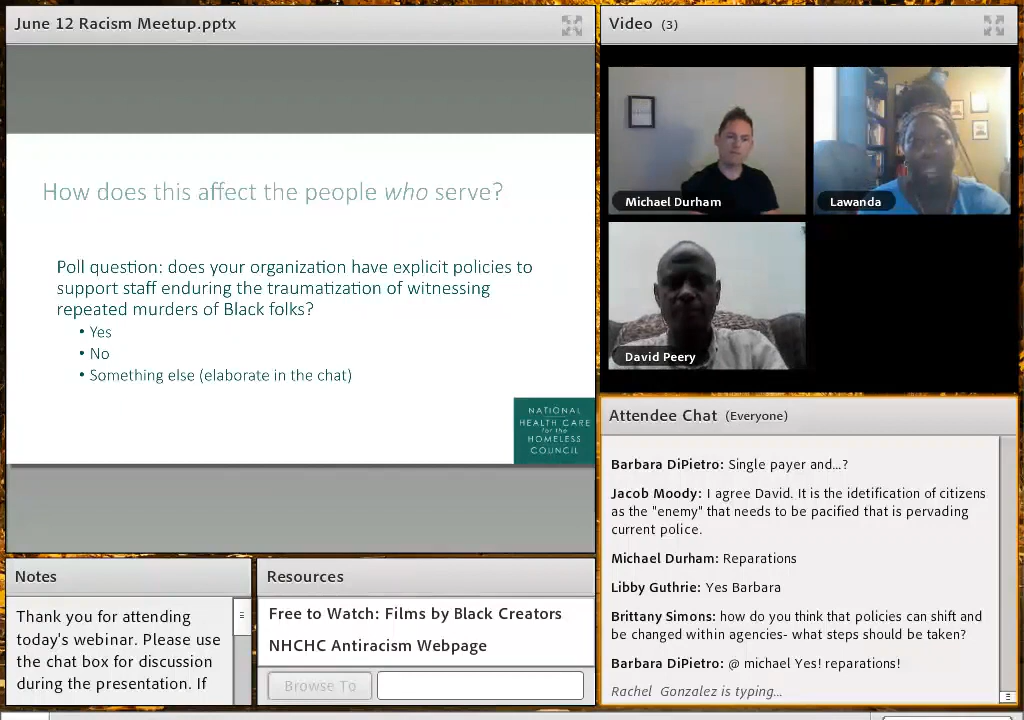 June 12 Racism Meetup.pptx
How does this affect the people who serve?
Poll question: does your organization have explicit policies to
support staff enduring the traumatization of witnessing
repeated murders of Black folks?
• Yes
• No
• Something else (elaborate in the chat)
NATIONAL
HEALTH CARE
for the
HOMELESS
COUNCIL
Video (3)
Michael Durham
Lawanda
David Peery
Attendee Chat (Everyone)
Barbara DiPietro: Single payer and...?
Jacob Moody: I agree David. It is the idetification of citizens
as the "enemy" that needs to be pacified that is pervading
current police.
Michael Durham: Reparations
Libby Guthrie: Yes Barbara
Brittany Simons: how do you think that policies can shift and
be changed within agencies- what steps should be taken?
Barbara DiPietro: @ michael Yes! reparations!
Rachel Gonzalez is typing...
Notes
Thank you for attending
today's webinar. Please use
the chat box for discussion
during the presentation. If
Resources
Free to Watch: Films by Black Creators
NHCHC Antiracism Webpage
Browse To